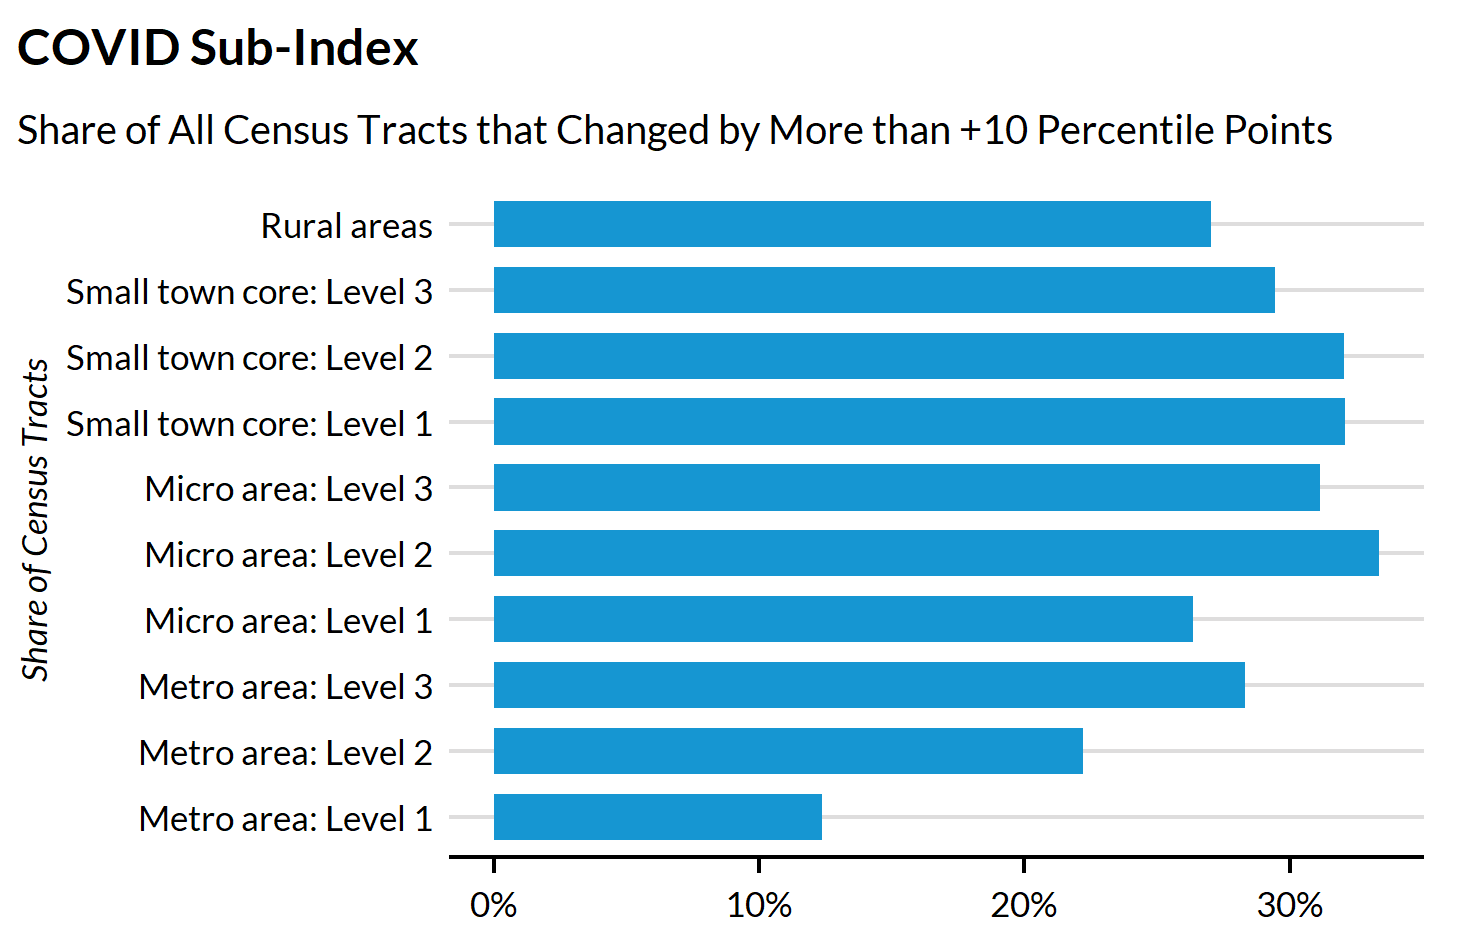 COVID Sub-Index
Share of All Census Tracts that Changed by More than +10 Percentile Points
Share of Census Tracts
Rural areas
Small town core: Level 3
Small town core: Level 2
Small town core: Level 1
Micro area: Level 3
Micro area: Level 2
Micro area: Level 1
Metro area: Level 3
Metro area: Level 2
Metro area: Level 1
0% 10% 20% 30%